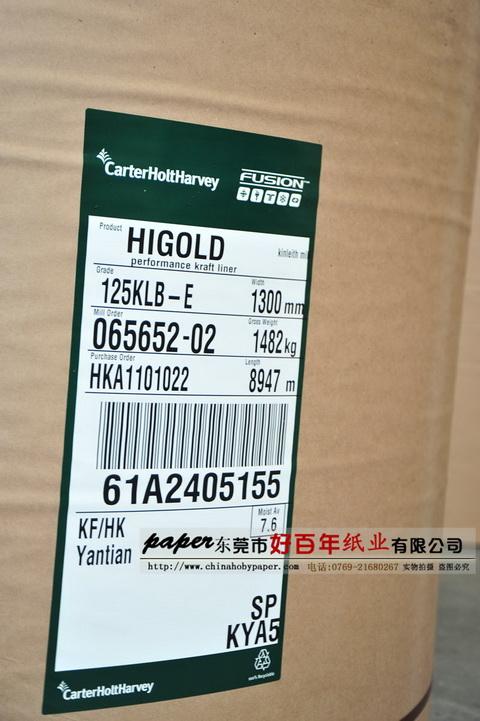 CarterHoltHarvey
FUSION
Product
HIGOLD
kinleith mi
performance kraft liner
Grade
Width
125KLB-E
1300 mm
Mill Order
Gross Weight
065652-02
1482kg
Purchase Order
Length
HKA1101022
8947 m
61A2405155
Moist Av
KF/HK
7.6
Yantian
paper东莞市好百年纸业有限公司
http://www.chinahobypaper.com 电话:0769-21680267 实物拍摄 盗图必究
SP
KYA5
100% Recyclable
CarterHoltHarvey